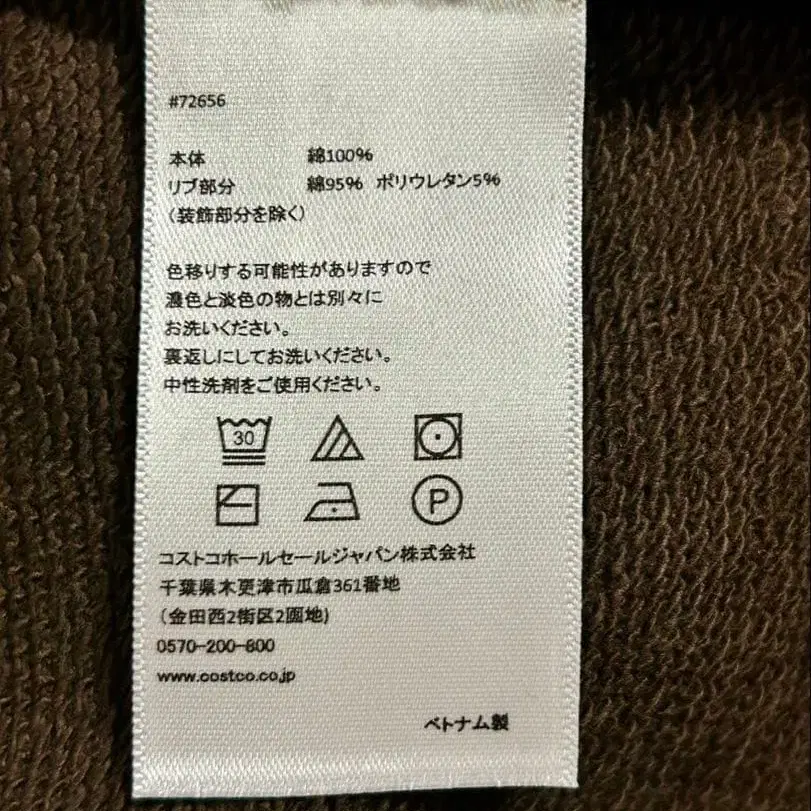 #72656
本体 綿100%
リブ部分 綿95% ポリウレタン5%
(装飾部分を除く)
色移りする可能性がありますので
濃色と淡色の物とは別々に
お洗いください。
裏返しにしてお洗いください。
中性洗剤をご使用ください。
30
P
コストコホールセールジャパン株式会社
千葉県木更津市瓜倉361番地
(金田西2街区2画地)
0570-200-800
www.costco.co.jp
ベトナム製